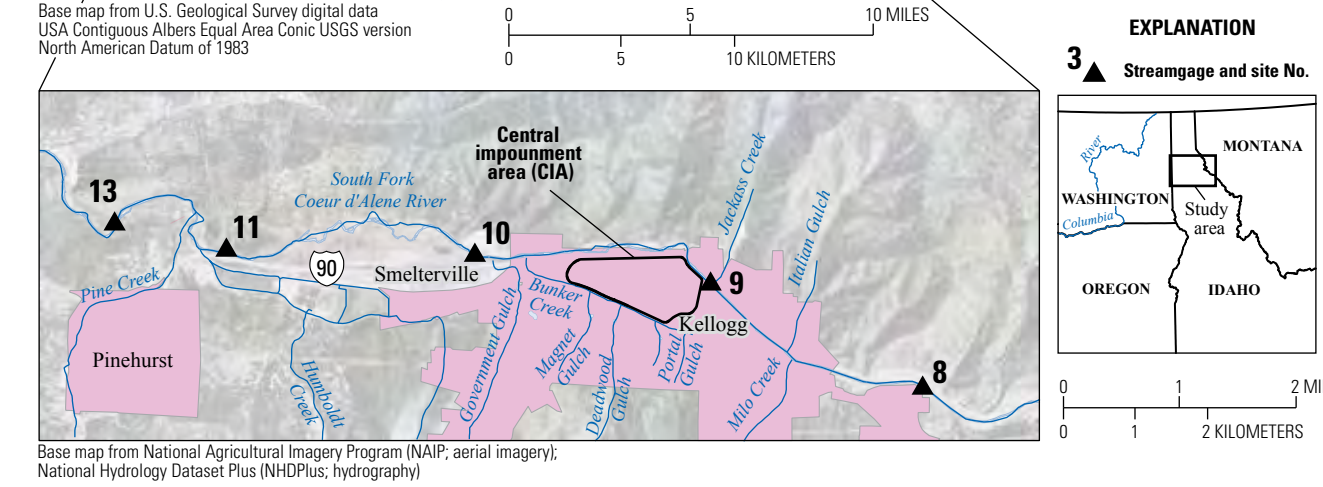 Base map from U.S. Geological Survey digital data
USA Contiguous Albers Equal Area Conic USGS version
North American Datum of 1983
0 5 10 MILES
0 5 10 KILOMETERS
EXPLANATION
3 Streamgage and site No.
Central
impounment
area (CIA)
South Fork
Coeur d'Alene River
Jackass Creek
Italian Gulch
13
11
10
9
8
90
Smelterville
Pine Creek
Pinehurst
Humboldt
Creek
Government Gulch
Bunker
Creek
Magnet
Gulch
Deadwood
Gulch
Portal
Gulch
Kellogg
Milo Creek
River
MONTANA
WASHINGTON
Columbia
Study
area
OREGON
IDAHO
0 1 2 MI
0 1 2 KILOMETERS
Base map from National Agricultural Imagery Program (NAIP; aerial imagery);
National Hydrology Dataset Plus (NHDPlus; hydrography)